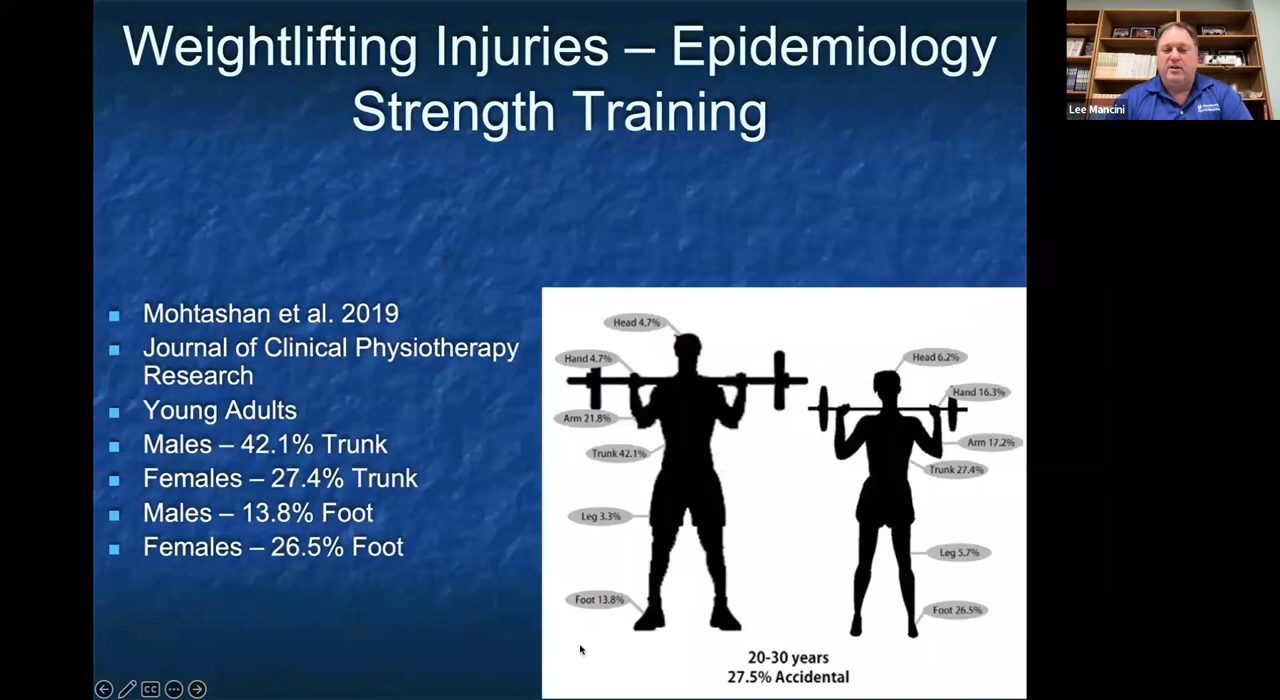 Weightlifting Injuries – Epidemiology
Strength Training
Lee Mancini
Mohtashan et al. 2019
Journal of Clinical Physiotherapy
Research
Young Adults
Males – 42.1% Trunk
Females – 27.4% Trunk
Males – 13.8% Foot
Females – 26.5% Foot
Head 4.7%
Hand 4.7%
Arm 21.8%
Trunk 42.1%
Leg 3.3%
Foot 13.8%
Head 6.2%
Hand 16.3%
Arm 17.2%
Trunk 27.4%
Leg 5.7%
Foot 26.5%
20-30 years
27.5% Accidental
CC